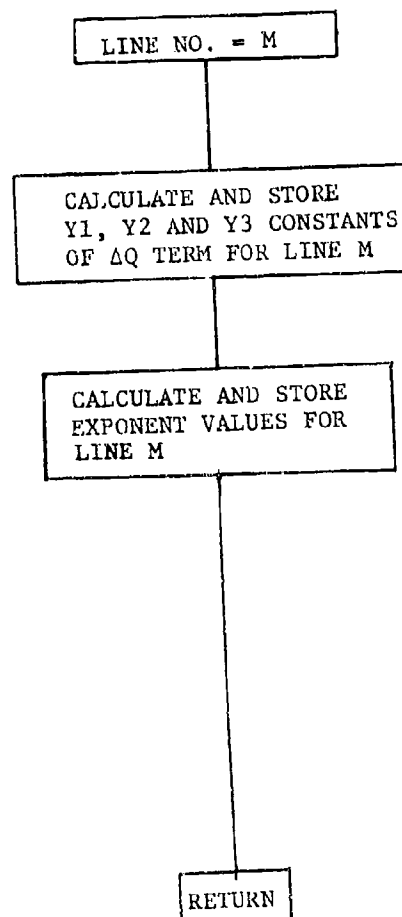 LINE NO. = M
CALCULATE AND STORE
Y1, Y2 AND Y3 CONSTANTS
OF ΔQ TERM FOR LINE M
CALCULATE AND STORE
EXPONENT VALUES FOR
LINE M
RETURN